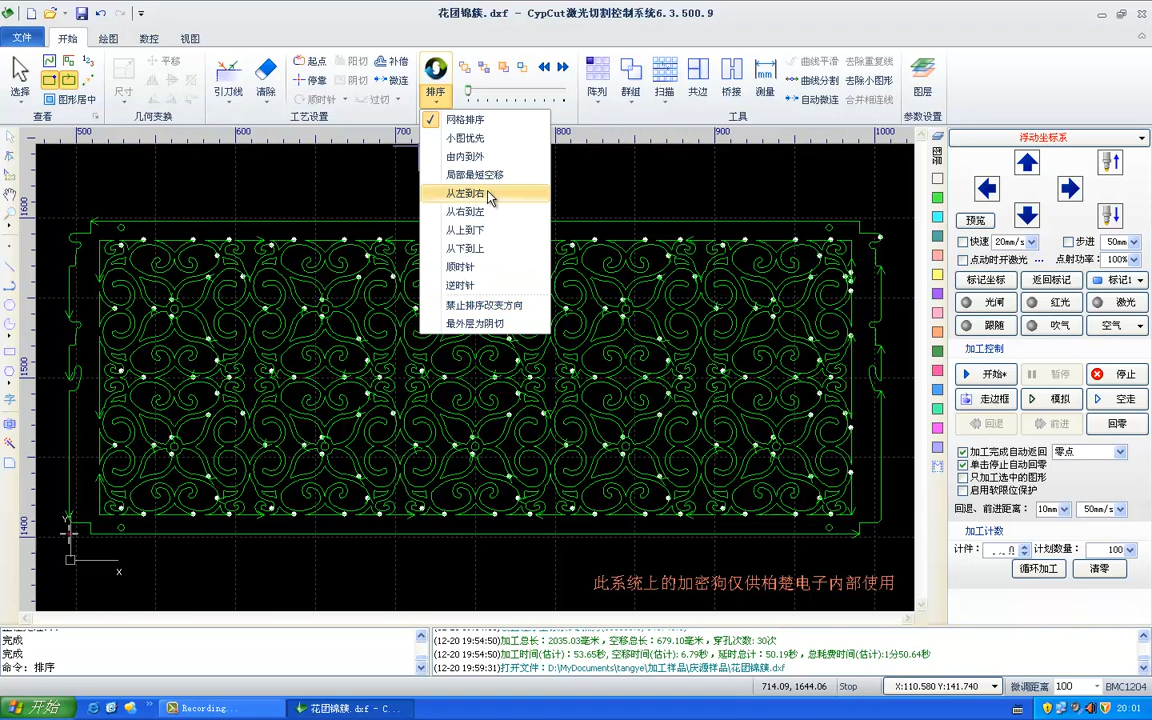 花团锦簇.dxf - CypCut激光切割控制系统6.3.500.9
文件 开始 绘图 数控 视图
选择
图形居中
查看
尺寸
平移
几何变换
引刀线
清除
起点 阴切 补偿
停靠 阴切 微连
顺时针 过切
工艺设置
排序
阵列 群组 扫描 共边 桥接 测量
曲线平滑 去除重复线
曲线分割 去除小图形
自动微连 合并相连线
工具
图层
参数设置
网格排序
小图优先
由内到外
局部最短空移
从左到右
从右到左
从上到下
从下到上
顺时针
逆时针
禁止排序改变方向
最外层为阴切
500 600 700 800 900 1000
1600
1500
1400
Y
X
此系统上的加密狗仅供柏楚电子内部使用
图层
浮动坐标系
预览
快速 20mm/s 步进 50mm
点动时开激光 ... 点射功率: 100%
标记坐标 返回标记 标记1
光闸 红光 激光
跟随 吹气 空气
加工控制
开始* 暂停 停止
走边框 模拟 空走
回退 前进 回零
加工完成自动返回 零点
单击停止自动回零
只加工选中的图形
启用软限位保护
回退、前进距离: 10mm 50mm/s
加工计数
计件: 计划数量: 100
循环加工 清零
完成
完成
命令: 排序
(12-20 19:54:50)加工总长: 2035.03毫米, 空移总长: 679.10毫米, 穿孔次数: 30次
(12-20 19:54:50)加工时间(估计): 53.65秒, 空移时间(估计): 6.79秒, 延时总计: 50.19秒, 总耗费时间(估计):1分50.64秒
(12-20 19:59:31)打开文件: D:\MyDocuments\tangye\加工样品\庆源样品\花团锦簇.dxf
714.09, 1644.06 Stop X:110.580 Y:141.740 微调距离 100 BMC1204
开始 Recording... 花团锦簇.dxf - C... 20:01